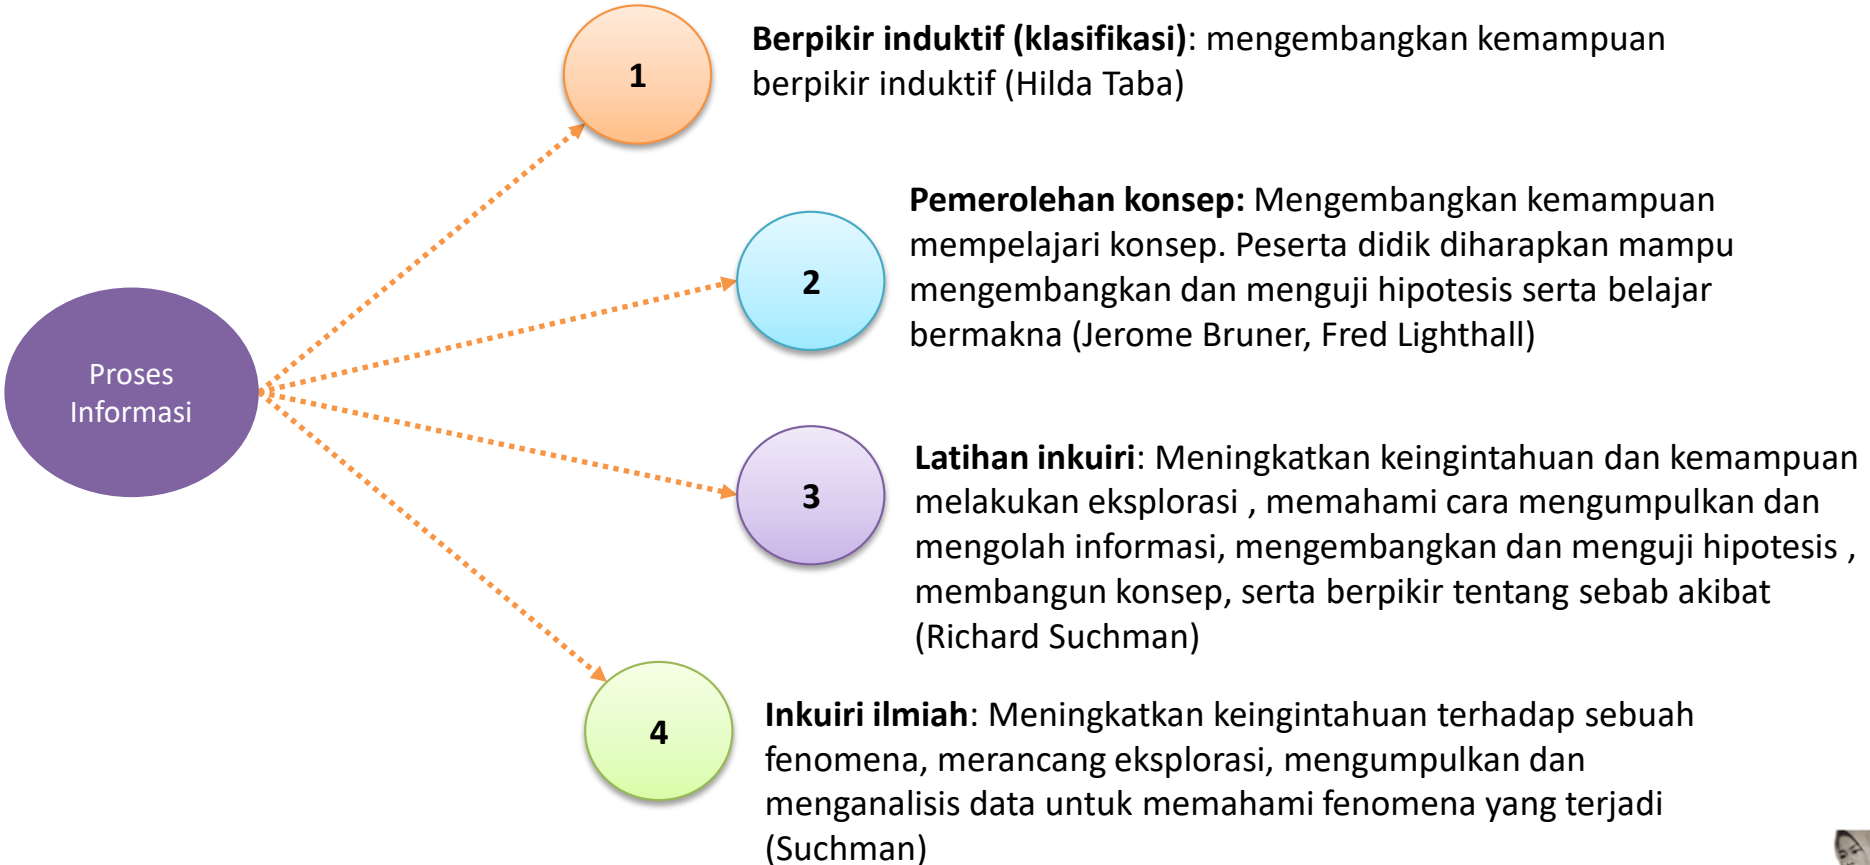 1
Berpikir induktif (klasifikasi): mengembangkan kemampuan
berpikir induktif (Hilda Taba)
2
Pemerolehan konsep: Mengembangkan kemampuan
mempelajari konsep. Peserta didik diharapkan mampu
mengembangkan dan menguji hipotesis serta belajar
bermakna (Jerome Bruner, Fred Lighthall)
Proses
Informasi
3
Latihan inkuiri: Meningkatkan keingintahuan dan kemampuan
melakukan eksplorasi , memahami cara mengumpulkan dan
mengolah informasi, mengembangkan dan menguji hipotesis ,
membangun konsep, serta berpikir tentang sebab akibat
(Richard Suchman)
4
Inkuiri ilmiah: Meningkatkan keingintahuan terhadap sebuah
fenomena, merancang eksplorasi, mengumpulkan dan
menganalisis data untuk memahami fenomena yang terjadi
(Suchman)